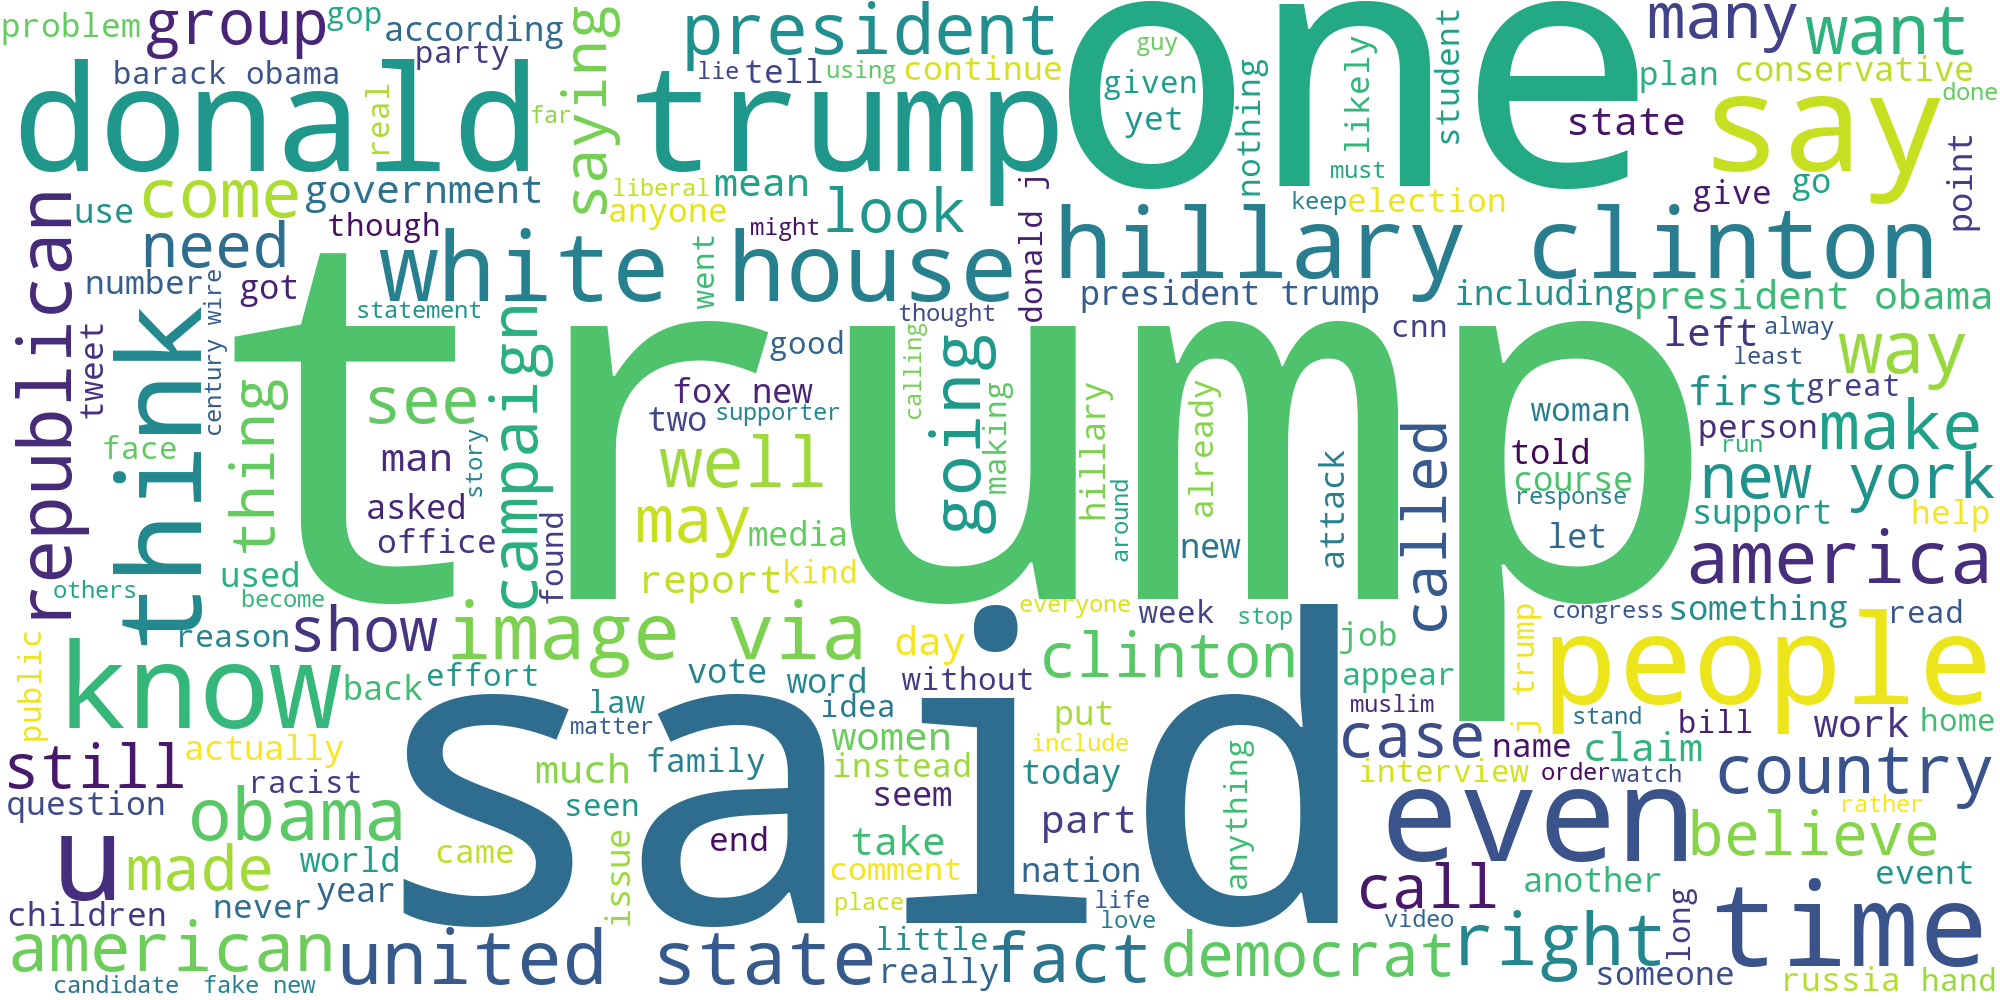 problem
group
gop
according
party
president
one
many
want
barack obama
lie
tell
using
continue
guy
given
yet
nothing
likely
must
student
plan
conservative
done
donald trump
real
far
saying
say
state
come
government
liberal
mean
anyone
might
look
donald j
keep
election
give
go
point
use
though
republican
need
white house
hillary clinton
number
century wire
got
statement
went
thought
president trump
including
president obama
tweet
think
trump
good
calling
going
cnn
left
alway
least
way
thing
see
campaign
fox new
two
supporter
making
hillary
already
woman
first
great
person
run
make
face
man
story
well
around
attack
called
told
course
response
new york
asked
office
found
may
media
new
let
support
help
used
become
report
kind
america
others
reason
show
image via
everyone
week
stop
congress
something
read
public
know
back
effort
vote
word
day
without
clinton
job
appear
j trump
people
law
matter
idea
put
muslim
stand
bill
work
home
still
actually
said
much
family
women
include
case
name
claim
racist
question
seen
instead
seem
today
anything
interview
order
watch
country
obama
rather
u
made
world
came
issue
end
take
part
even
believe
year
comment
nation
call
another
event
children
never
place
life
love
video
long
time
american
united state
little
really
fact
democrat
right
someone
candidate
fake new
russia
hand